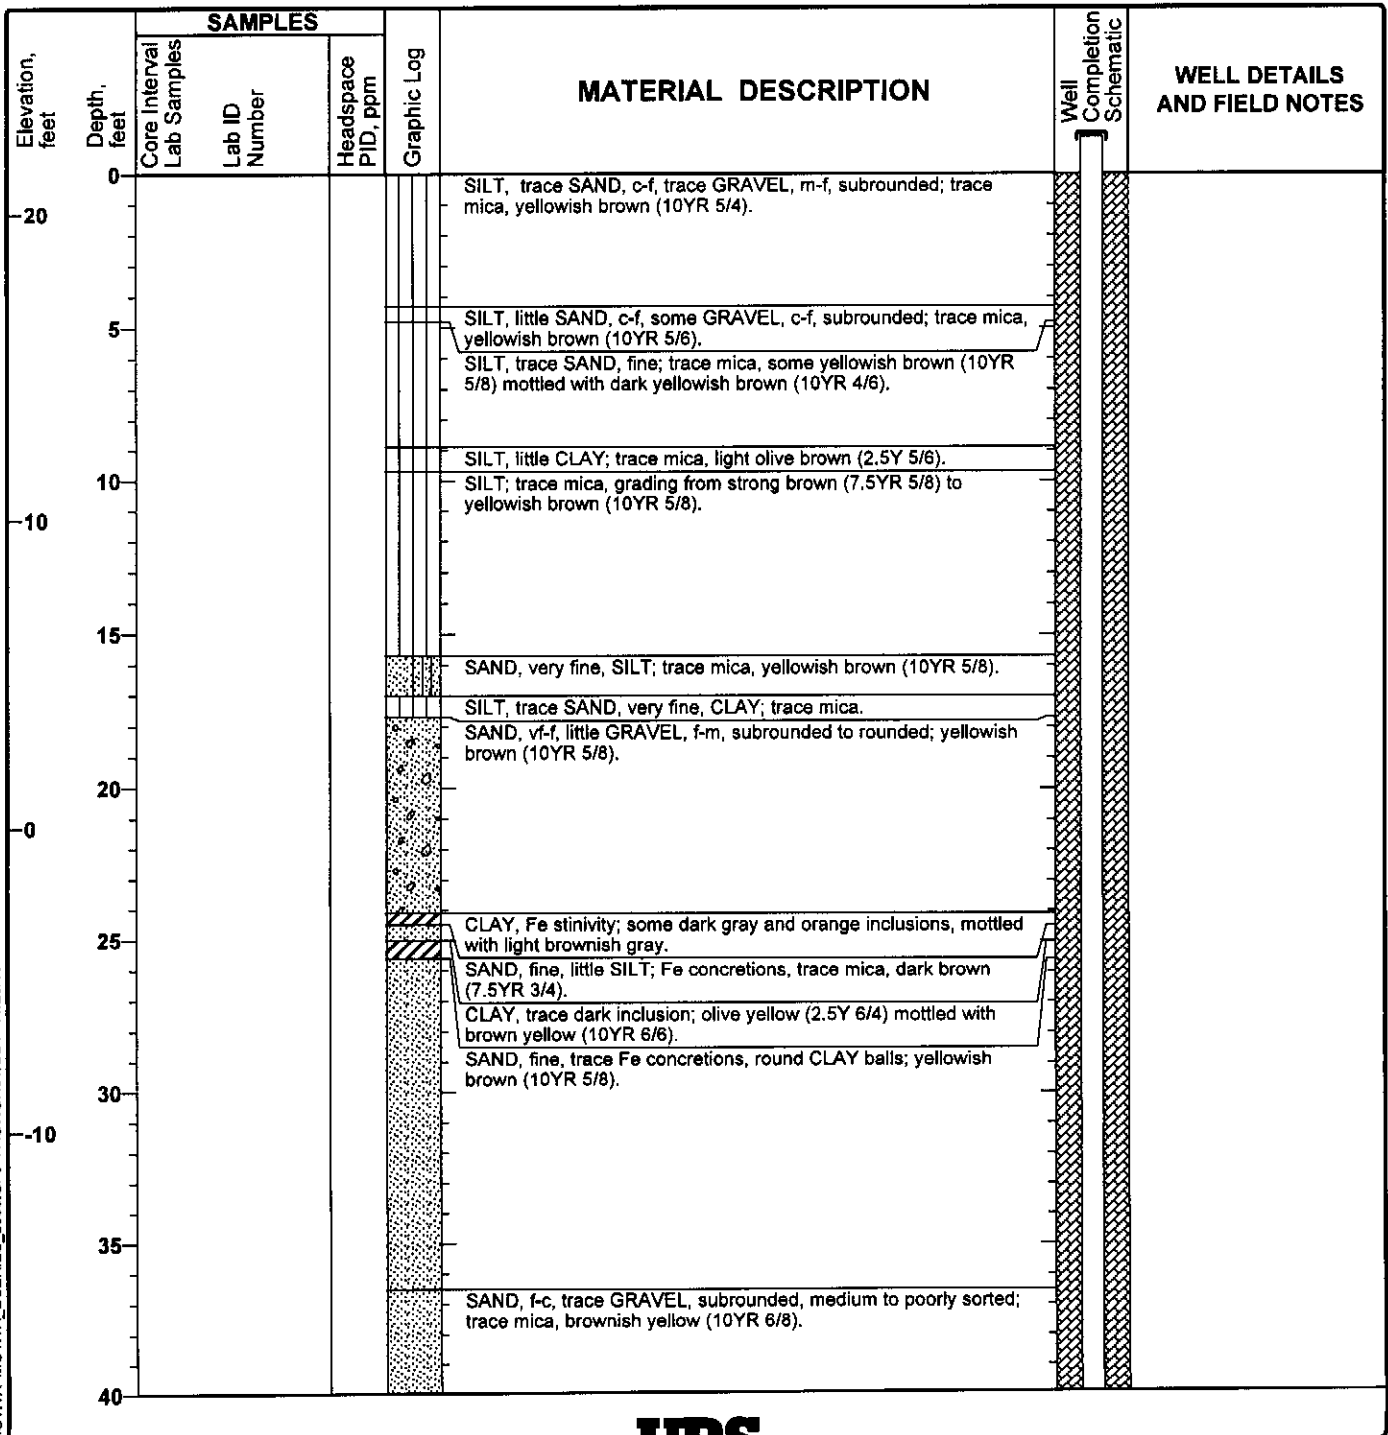 SAMPLES
Elevation,
feet
Depth,
feet
Core Interval
Lab Samples
Lab ID
Number
Headspace
PID, ppm
Graphic Log
MATERIAL DESCRIPTION
Well
Completion
Schematic
WELL DETAILS
AND FIELD NOTES
0
SILT, trace SAND, c-f, trace GRAVEL, m-f, subrounded; trace
mica, yellowish brown (10YR 5/4).
20
SILT, little SAND, c-f, some GRAVEL, c-f, subrounded; trace mica,
5
yellowish brown (10YR 5/6).
SILT, trace SAND, fine; trace mica, some yellowish brown (10YR
5/8) mottled with dark yellowish brown (10YR 4/6).
SILT, little CLAY; trace mica, light olive brown (2.5Y 5/6).
10
SILT; trace mica, grading from strong brown (7.5YR 5/8) to
yellowish brown (10YR 5/8).
10
15
SAND, very fine, SILT; trace mica, yellowish brown (10YR 5/8).
SILT, trace SAND, very fine, CLAY; trace mica.
SAND, vf-f, little GRAVEL, f-m, subrounded to rounded; yellowish
brown (10YR 5/8).
20
0
CLAY, Fe stinivity; some dark gray and orange inclusions, mottled
25
with light brownish gray.
SAND, fine, little SILT; Fe concretions, trace mica, dark brown
(7.5YR 3/4).
CLAY, trace dark inclusion; olive yellow (2.5Y 6/4) mottled with
brown yellow (10YR 6/6).
SAND, fine, trace Fe concretions, round CLAY balls; yellowish
brown (10YR 5/8).
30
-10
35
SAND, f-c, trace GRAVEL, subrounded, medium to poorly sorted;
trace mica, brownish yellow (10YR 6/8).
40
URS